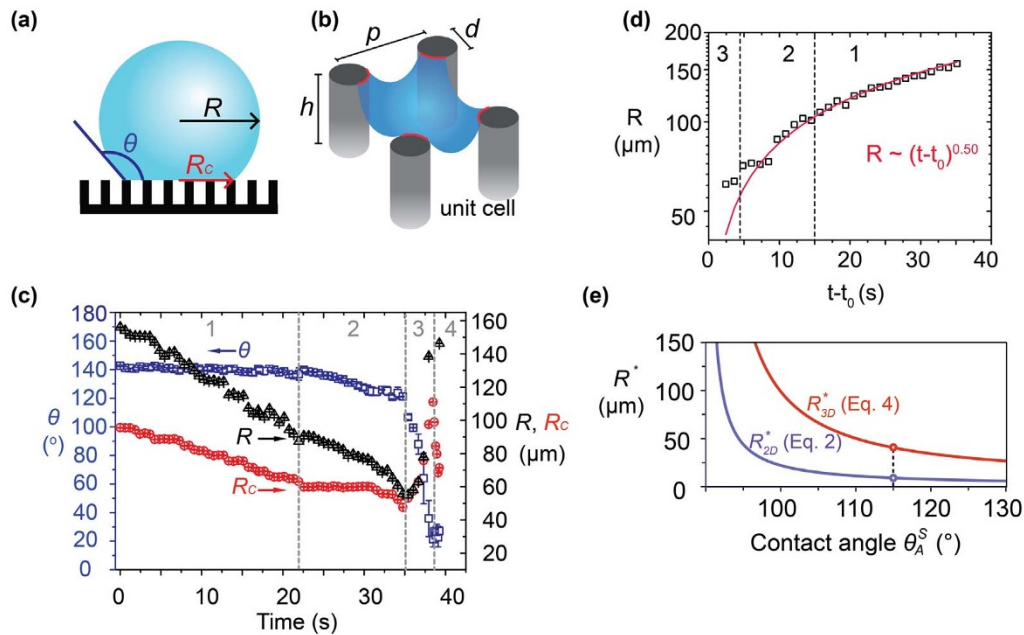 (a)
R
θ
Rc
(b)
p
d
h
unit cell
(c)
180
160
140
120
100
80
60
40
20
0
θ
(°)
1
2
3
4
θ
R
Rc
160
140
120
100
80
60
40
20
R, Rc
(µm)
0
10
20
30
40
Time (s)
(d)
200
150
100
50
R
(µm)
3
2
1
R ~ (t-t₀)^0.50
0
10
20
30
40
t-t₀ (s)
(e)
150
100
50
0
R*
(µm)
R*3D (Eq. 4)
R*2D (Eq. 2)
100
110
120
130
Contact angle θ_A^S (°)